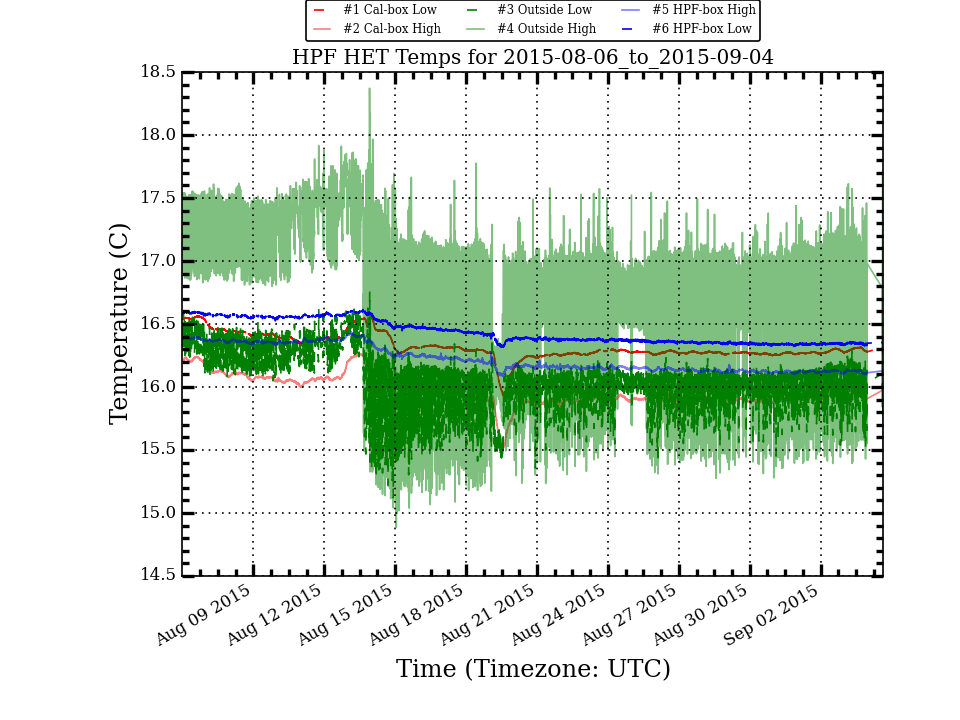 #1 Cal-box Low #3 Outside Low #5 HPF-box High
#2 Cal-box High #4 Outside High #6 HPF-box Low
HPF HET Temps for 2015-08-06_to_2015-09-04
18.5
18.0
17.5
17.0
16.5
16.0
15.5
15.0
14.5
Temperature (C)
Aug 09 2015
Aug 12 2015
Aug 15 2015
Aug 18 2015
Aug 21 2015
Aug 24 2015
Aug 27 2015
Aug 30 2015
Sep 02 2015
Time (Timezone: UTC)